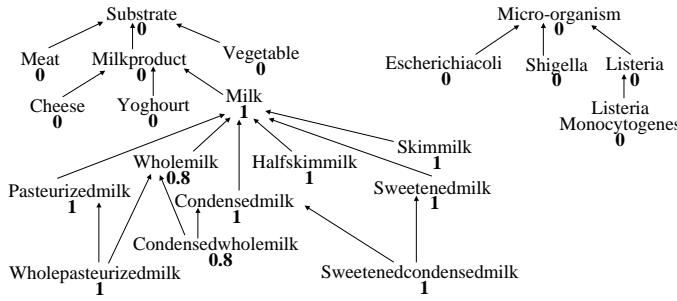 Substrate
0
Micro-organism
0
Meat
0
Milkproduct
0
Vegetable
0
Escherichiacoli
0
Shigella
0
Listeria
0
Cheese
0
Yoghourt
0
Milk
1
Listeria
Monocytogenes
0
Skimmilk
1
Wholemilk
0.8
Halfskimmilk
1
Pasteurizedmilk
1
Condensedmilk
1
Sweetenedmilk
1
Condensedwholemilk
0.8
Wholepasteurizedmilk
1
Sweetenedcondensedmilk
1